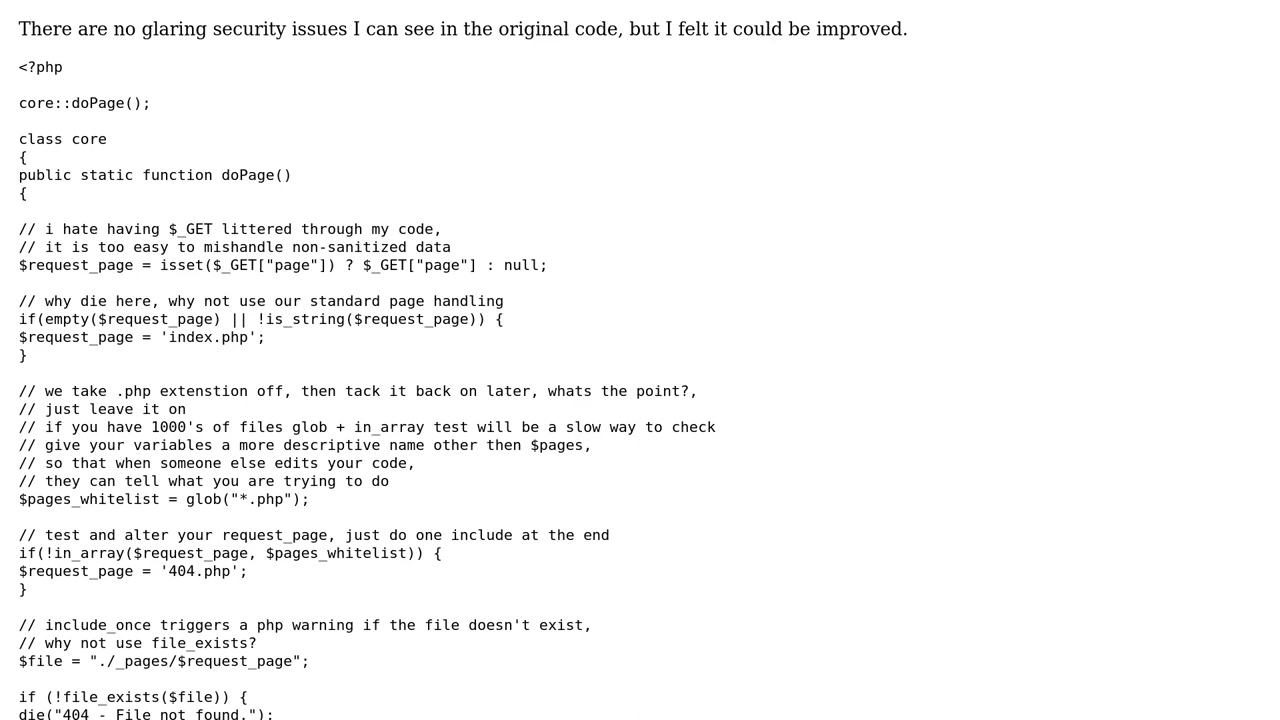 There are no glaring security issues I can see in the original code, but I felt it could be improved.
<?php
core::doPage();
class core
{
public static function doPage()
{
// i hate having $_GET littered through my code,
// it is too easy to mishandle non-sanitized data
$request_page = isset($_GET["page"]) ? $_GET["page"] : null;
// why die here, why not use our standard page handling
if(empty($request_page) || !is_string($request_page)) {
$request_page = 'index.php';
}
// we take .php extenstion off, then tack it back on later, whats the point?,
// just leave it on
// if you have 1000's of files glob + in_array test will be a slow way to check
// give your variables a more descriptive name other then $pages,
// so that when someone else edits your code,
// they can tell what you are trying to do
$pages_whitelist = glob("*.php");
// test and alter your request_page, just do one include at the end
if(!in_array($request_page, $pages_whitelist)) {
$request_page = '404.php';
}
// include_once triggers a php warning if the file doesn't exist,
// why not use file_exists?
$file = "./_pages/$request_page";
if (!file_exists($file)) {
die("404 - File not found.");